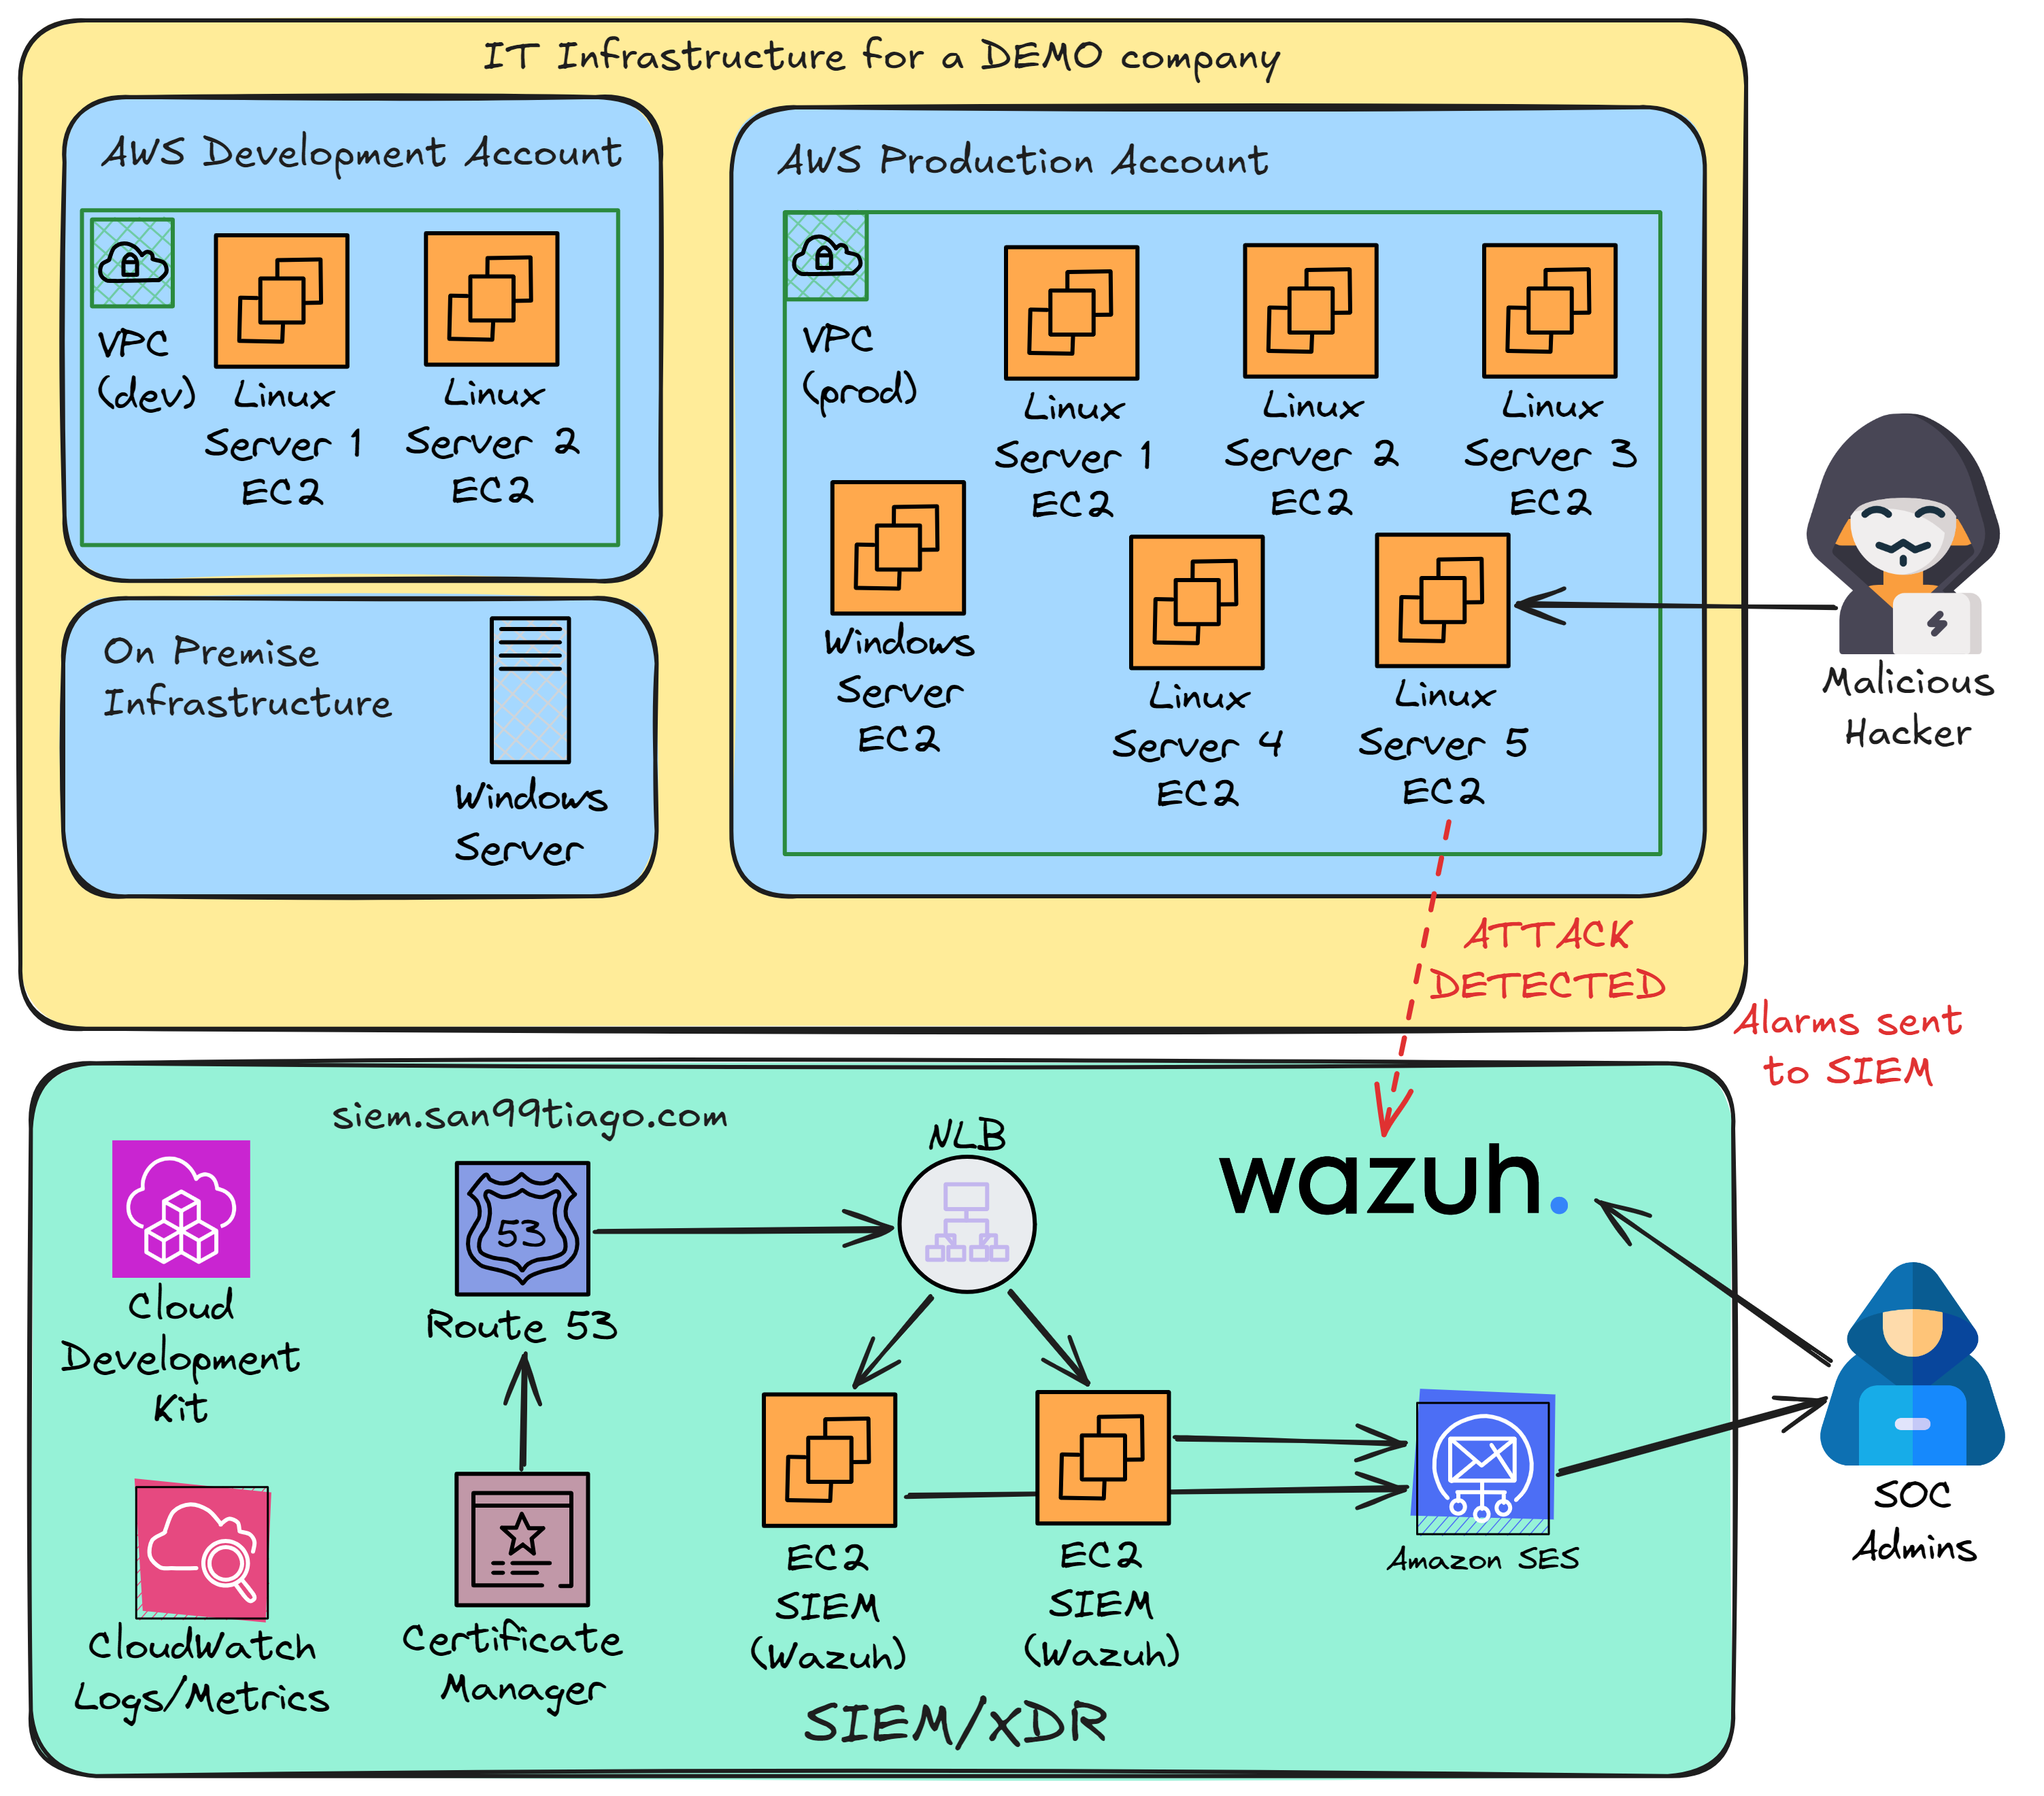 IT Infrastructure for a DEMO company
AWS Development Account
VPC
(dev)
Linux
Server 1
EC2
Linux
Server 2
EC2
On Premise
Infrastructure
Windows
Server
AWS Production Account
VPC
(prod)
Linux
Server 1
EC2
Linux
Server 2
EC2
Linux
Server 3
EC2
Windows
Server
EC2
Linux
Server 4
EC2
Linux
Server 5
EC2
Malicious
Hacker
ATTACK
DETECTED
Alarms sent
to SIEM
siem.san99tiago.com
NLB
wazuh.
Cloud
Development
Kit
53
Route 53
CloudWatch
Logs/Metrics
Certificate
Manager
EC2
SIEM
(Wazuh)
EC2
SIEM
(Wazuh)
Amazon SES
SOC
Admins
SIEM/XDR